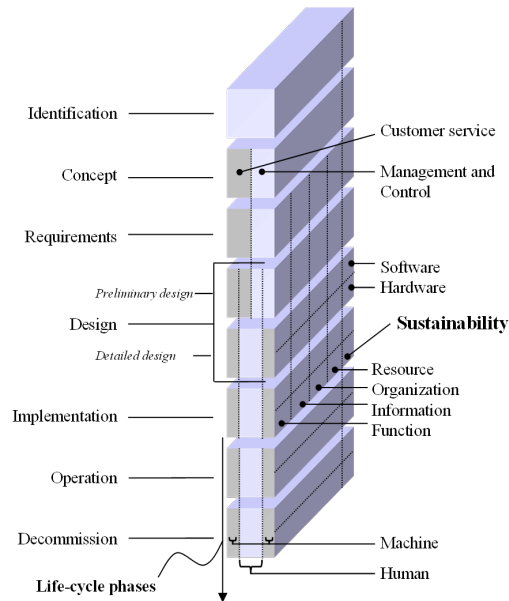 Identification
Customer service
Concept
Management and
Control
Requirements
Software
Preliminary design
Hardware
Design
Sustainability
Detailed design
Resource
Organization
Implementation
Information
Function
Operation
Decommission
Machine
Life-cycle phases
Human